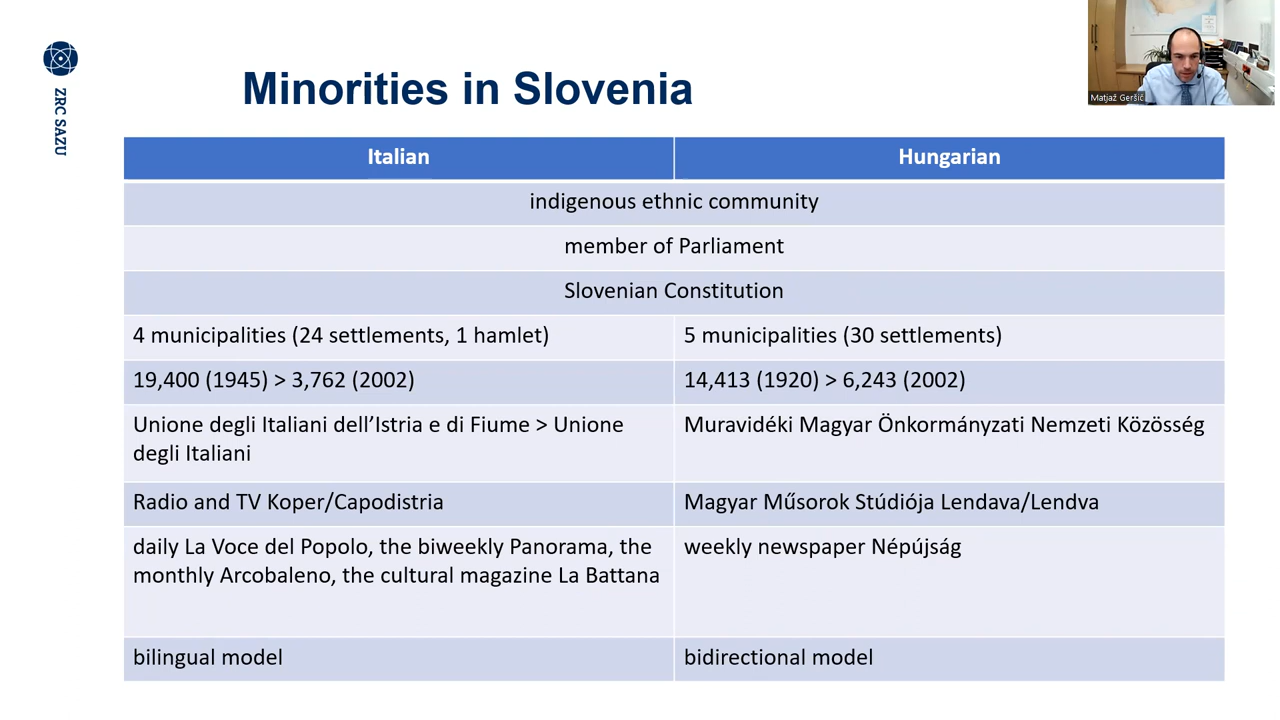 ZRC SAZU
Minorities in Slovenia
Matjaž Geršič
Italian
Hungarian
indigenous ethnic community
member of Parliament
Slovenian Constitution
4 municipalities (24 settlements, 1 hamlet)
5 municipalities (30 settlements)
19,400 (1945) > 3,762 (2002)
14,413 (1920) > 6,243 (2002)
Unione degli Italiani dell’Istria e di Fiume > Unione
degli Italiani
Muravidéki Magyar Önkormányzati Nemzeti Közösség
Radio and TV Koper/Capodistria
Magyar Műsorok Stúdiója Lendava/Lendva
daily La Voce del Popolo, the biweekly Panorama, the
monthly Arcobaleno, the cultural magazine La Battana
weekly newspaper Népújság
bilingual model
bidirectional model